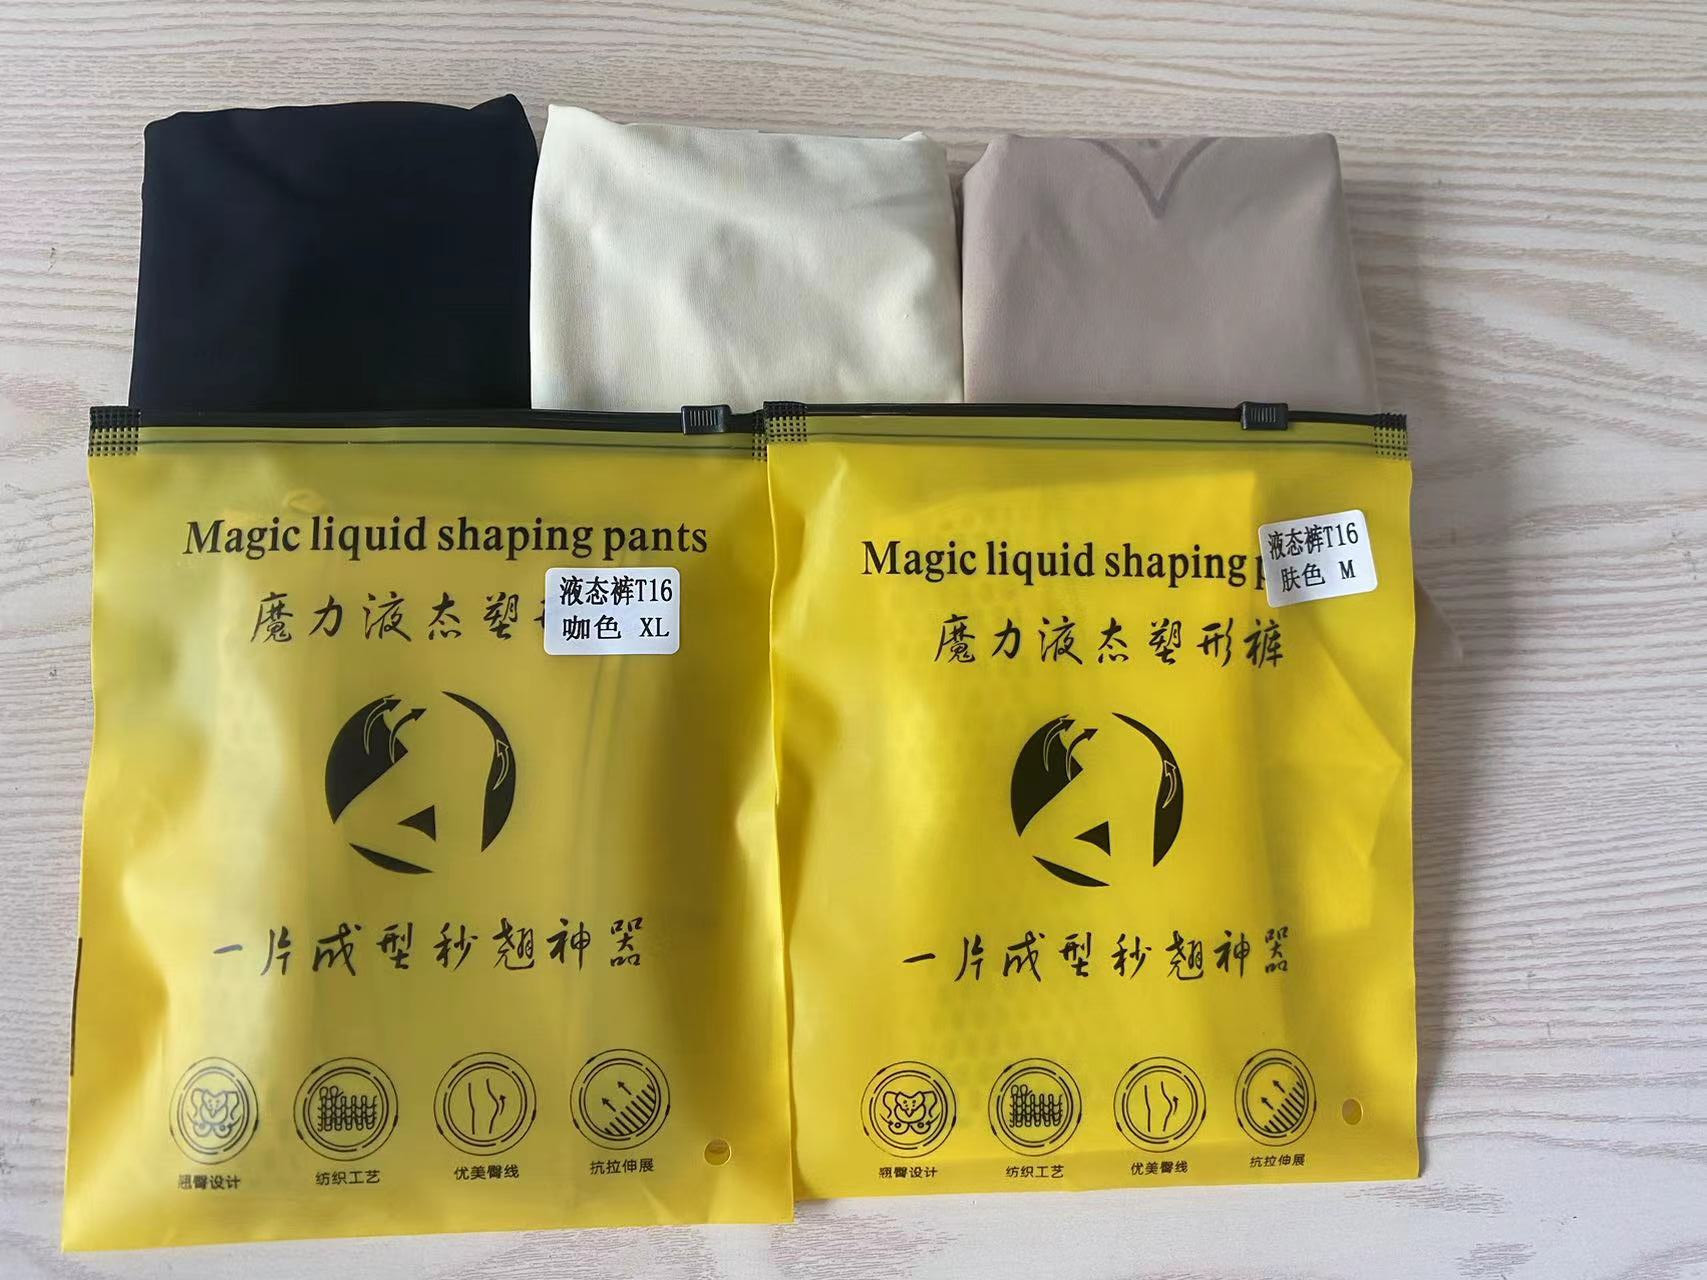 Magic liquid shaping pants
液态裤T16
咖色 XL
魔力液态塑
一片成型秒翘神器
翘臀设计
纺织工艺
优美臀线
抗拉伸展
Magic liquid shaping p
液态裤T16
肤色 M
魔力液态塑形裤
一片成型秒翘神器
翘臀设计
纺织工艺
优美臀线
抗拉伸展